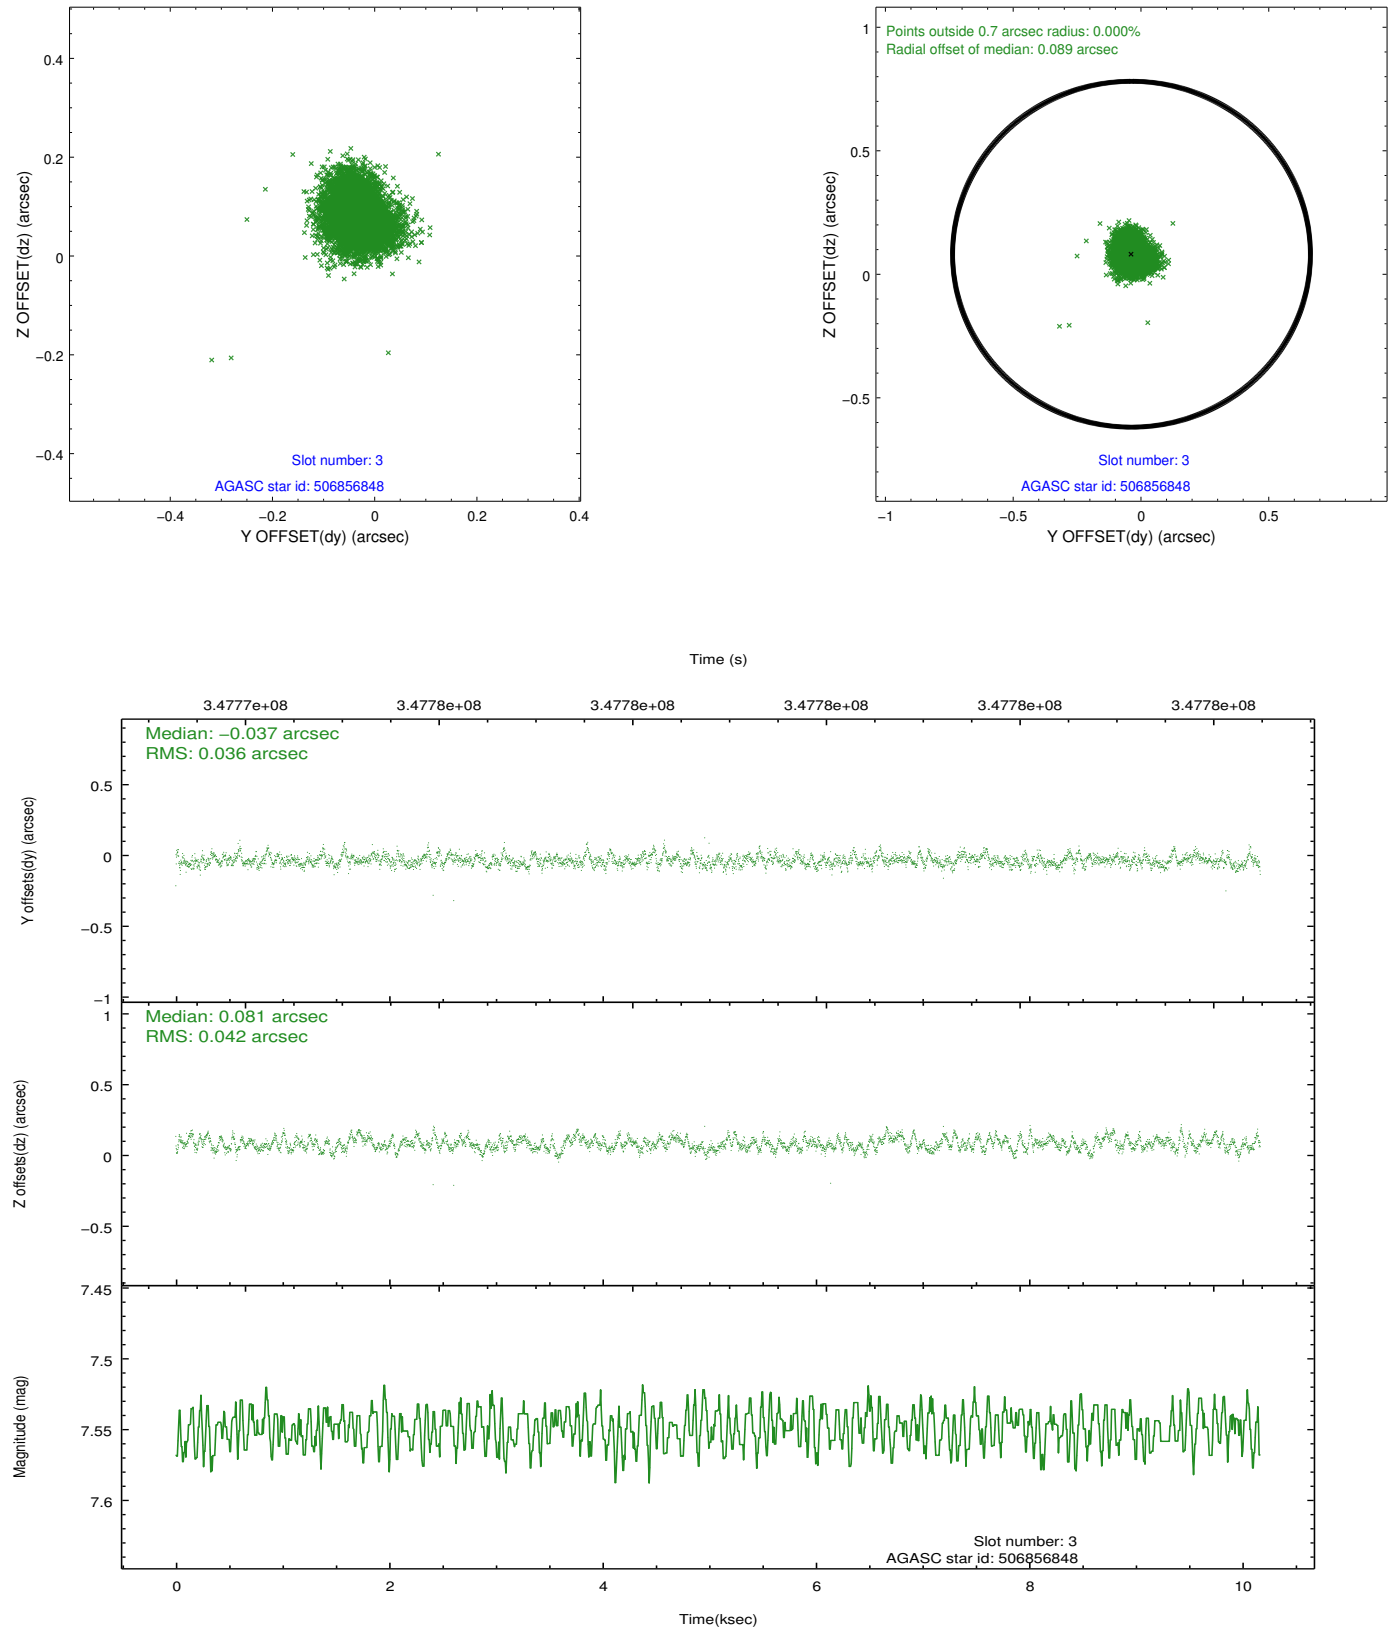 0.4
0.2
0
−0.2
−0.4
Z OFFSET(dz) (arcsec)
Slot number: 3
AGASC star id: 506856848
−0.4 −0.2 0 0.2 0.4
Y OFFSET(dy) (arcsec)
Points outside 0.7 arcsec radius: 0.000%
Radial offset of median: 0.089 arcsec
1
0.5
0
−0.5
Z OFFSET(dz) (arcsec)
Slot number: 3
AGASC star id: 506856848
−1 −0.5 0 0.5
Y OFFSET(dy) (arcsec)
Time (s)
3.4777e+08 3.4778e+08 3.4778e+08 3.4778e+08 3.4778e+08 3.4778e+08
Median: −0.037 arcsec
RMS: 0.036 arcsec
0.5
0
−0.5
−1
Y offsets(dy) (arcsec)
Median: 0.081 arcsec
RMS: 0.042 arcsec
1
0.5
0
−0.5
Z offsets(dz) (arcsec)
7.45
7.5
7.55
7.6
Magnitude (mag)
Slot number: 3
AGASC star id: 506856848
0 2 4 6 8 10
Time(ksec)